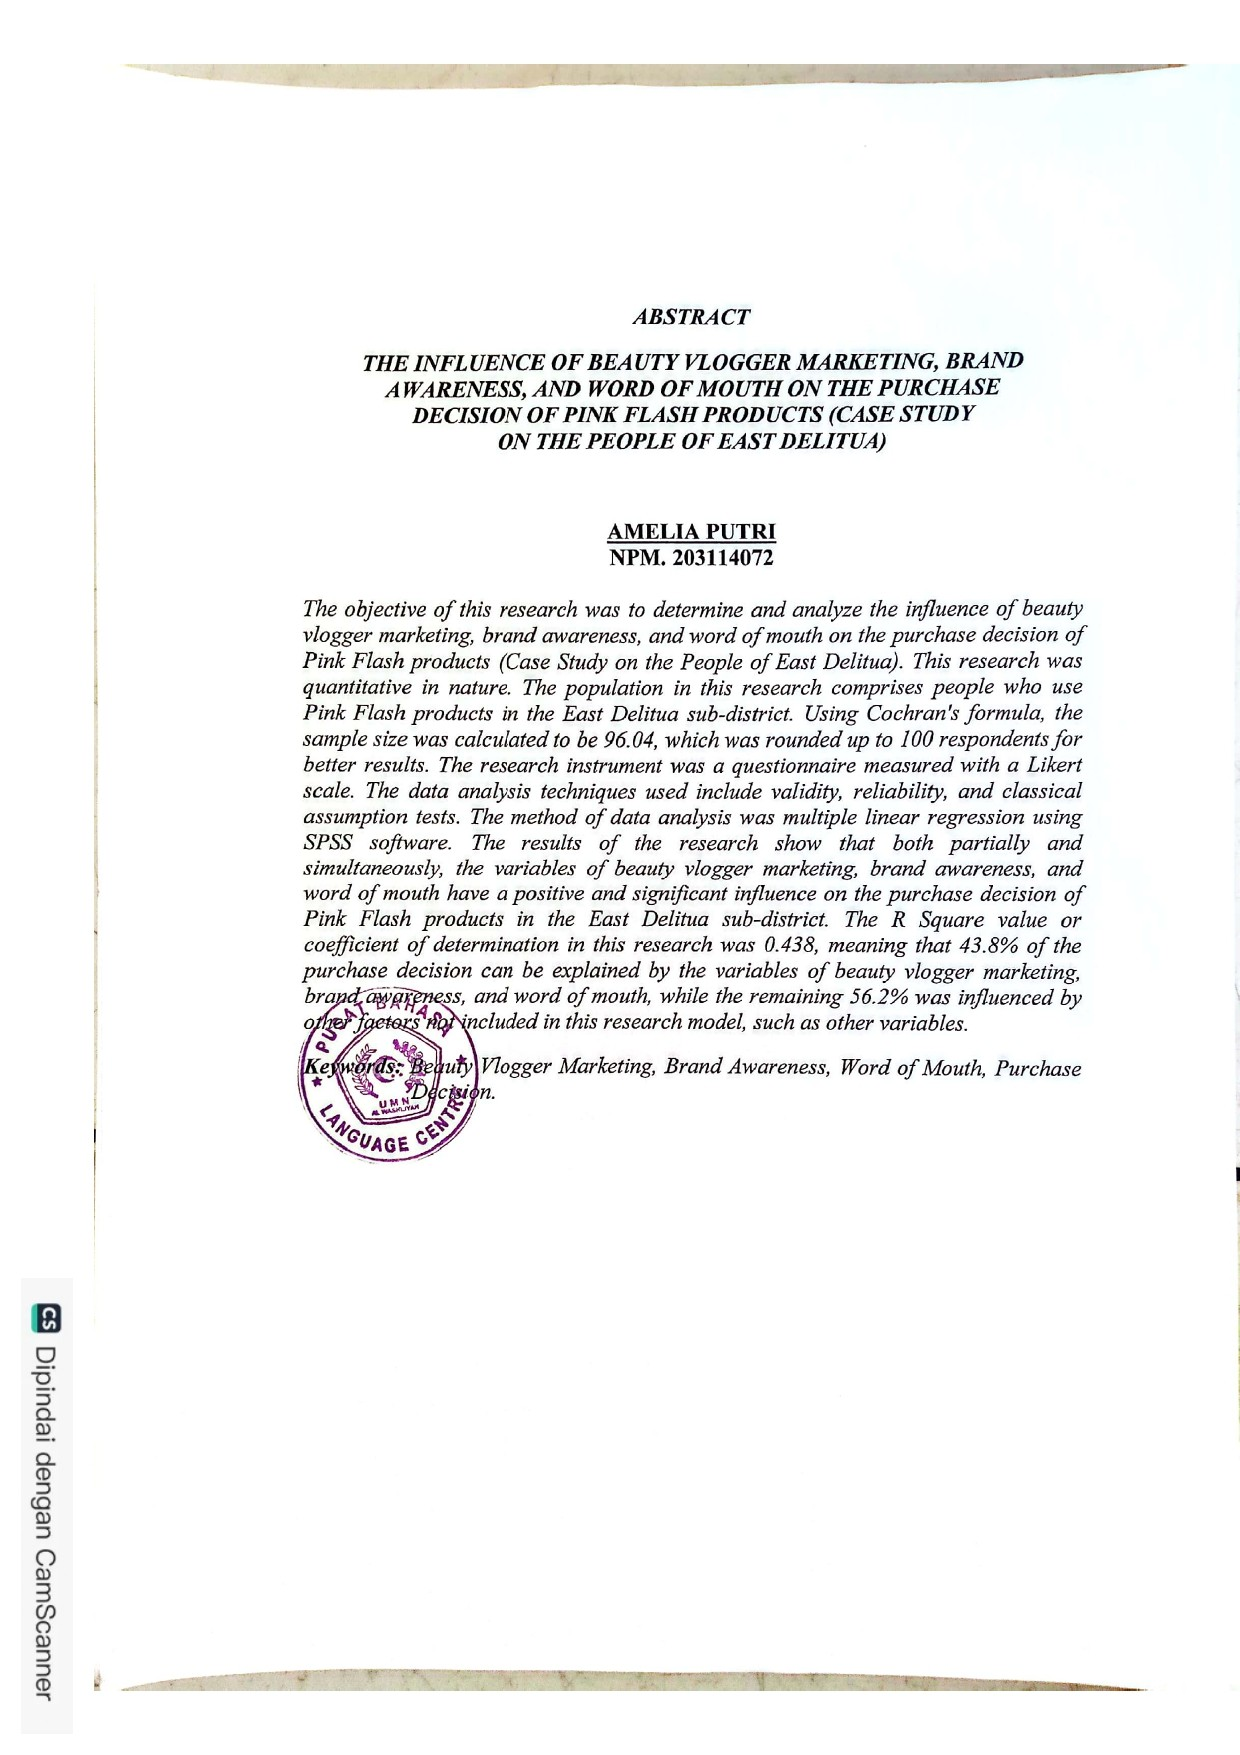 ABSTRACT
THE INFLUENCE OF BEAUTY VLOGGER MARKETING, BRAND
AWARENESS, AND WORD OF MOUTH ON THE PURCHASE
DECISION OF PINK FLASH PRODUCTS (CASE STUDY
ON THE PEOPLE OF EAST DELITUA)
AMELIA PUTRI
NPM. 203114072
The objective of this research was to determine and analyze the influence of beauty
vlogger marketing, brand awareness, and word of mouth on the purchase decision of
Pink Flash products (Case Study on the People of East Delitua). This research was
quantitative in nature. The population in this research comprises people who use
Pink Flash products in the East Delitua sub-district. Using Cochran's formula, the
sample size was calculated to be 96.04, which was rounded up to 100 respondents for
better results. The research instrument was a questionnaire measured with a Likert
scale. The data analysis techniques used include validity, reliability, and classical
assumption tests. The method of data analysis was multiple linear regression using
SPSS software. The results of the research show that both partially and
simultaneously, the variables of beauty vlogger marketing, brand awareness, and
word of mouth have a positive and significant influence on the purchase decision of
Pink Flash products in the East Delitua sub-district. The R Square value or
coefficient of determination in this research was 0.438, meaning that 43.8% of the
purchase decision can be explained by the variables of beauty vlogger marketing,
brand awareness, and word of mouth, while the remaining 56.2% was influenced by
other factors not included in this research model, such as other variables.
Keywords: Beauty Vlogger Marketing, Brand Awareness, Word of Mouth, Purchase
Decision.
PUSAT BAHASA
UMN
AL WASHLIYAH
LANGUAGE CENTRE
CS Dipindai dengan CamScanner